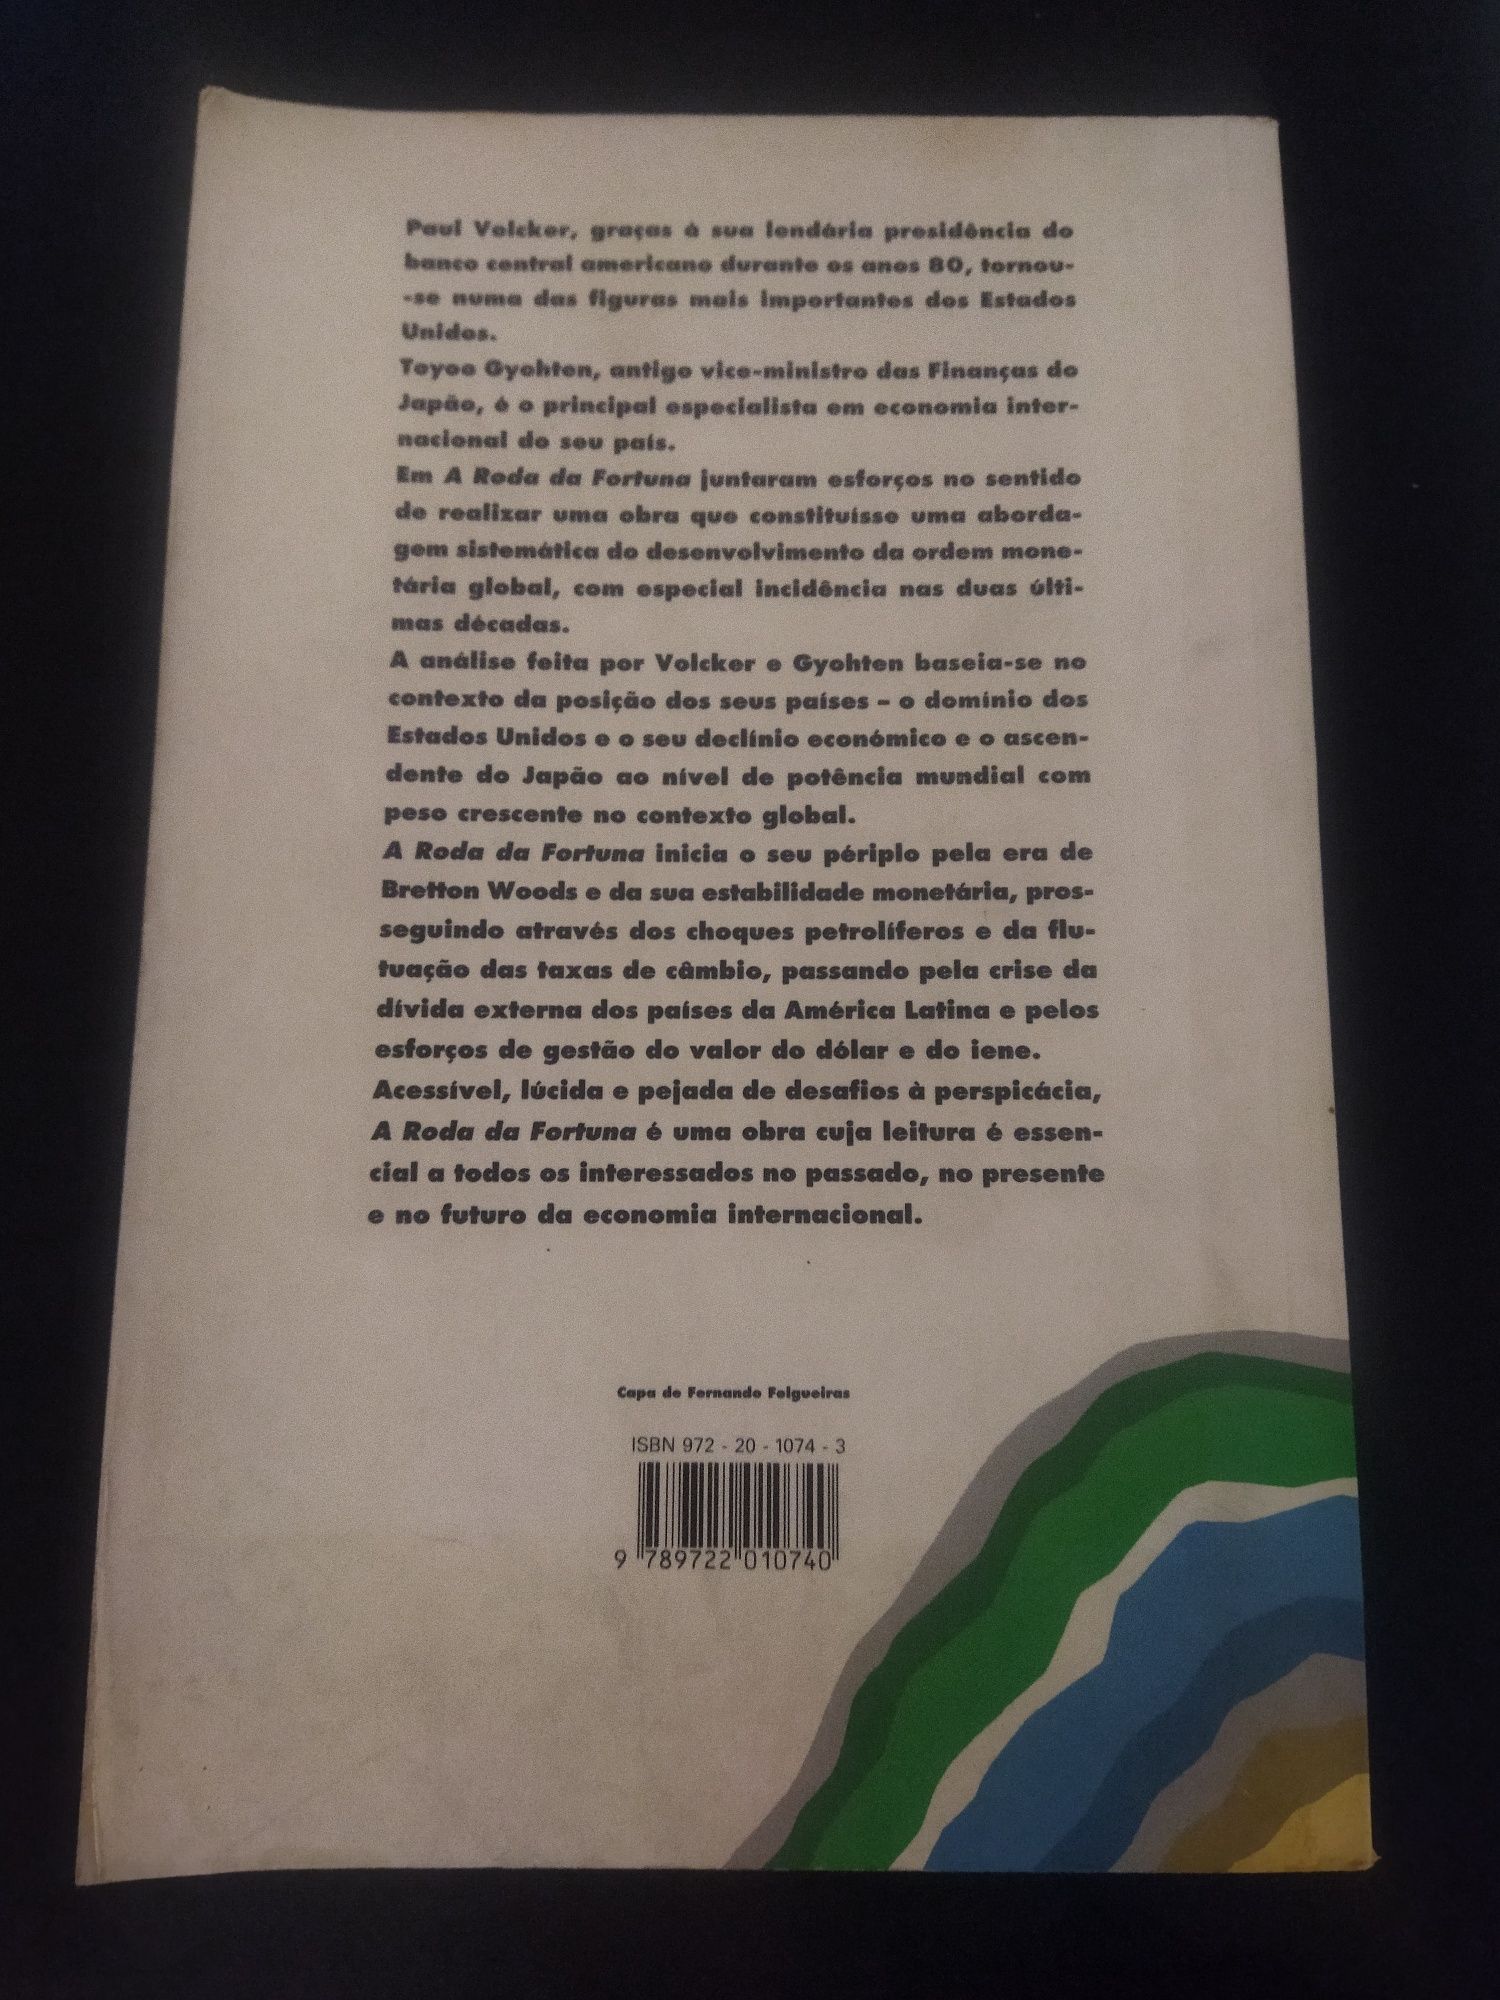 Paul Volcker, graças à sua lendária presidência do
banco central americano durante os anos 80, tornou-
-se numa das figuras mais importantes dos Estados
Unidos.
Toyoo Gyohten, antigo vice-ministro das Finanças do
Japão, é o principal especialista em economia inter-
nacional do seu país.
Em A Roda da Fortuna juntaram esforços no sentido
de realizar uma obra que constituísse uma aborda-
gem sistemática do desenvolvimento da ordem mone-
tária global, com especial incidência nas duas últi-
mas décadas.
A análise feita por Volcker e Gyohten baseia-se no
contexto da posição dos seus países – o domínio dos
Estados Unidos e o seu declínio económico e o ascen-
dente do Japão ao nível de potência mundial com
peso crescente no contexto global.
A Roda da Fortuna inicia o seu périplo pela era de
Bretton Woods e da sua estabilidade monetária, pros-
seguindo através dos choques petrolíferos e da flu-
tuação das taxas de câmbio, passando pela crise da
dívida externa dos países da América Latina e pelos
esforços de gestão do valor do dólar e do iene.
Acessível, lúcida e pejada de desafios à perspicácia,
A Roda da Fortuna é uma obra cuja leitura é essen-
cial a todos os interessados no passado, no presente
e no futuro da economia internacional.
Capa de Fernando Felgueiras
ISBN 972 - 20 - 1074 - 3
9 789722 010740